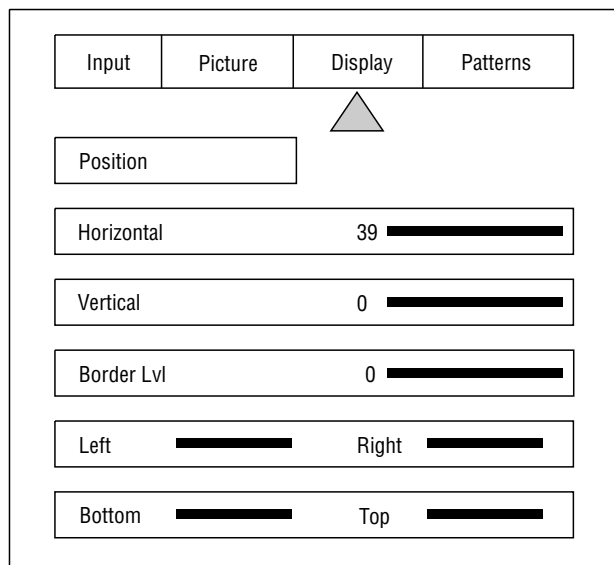 Input Picture Display Patterns
Position
Horizontal 39
Vertical 0
Border Lvl 0
Left Right
Bottom Top